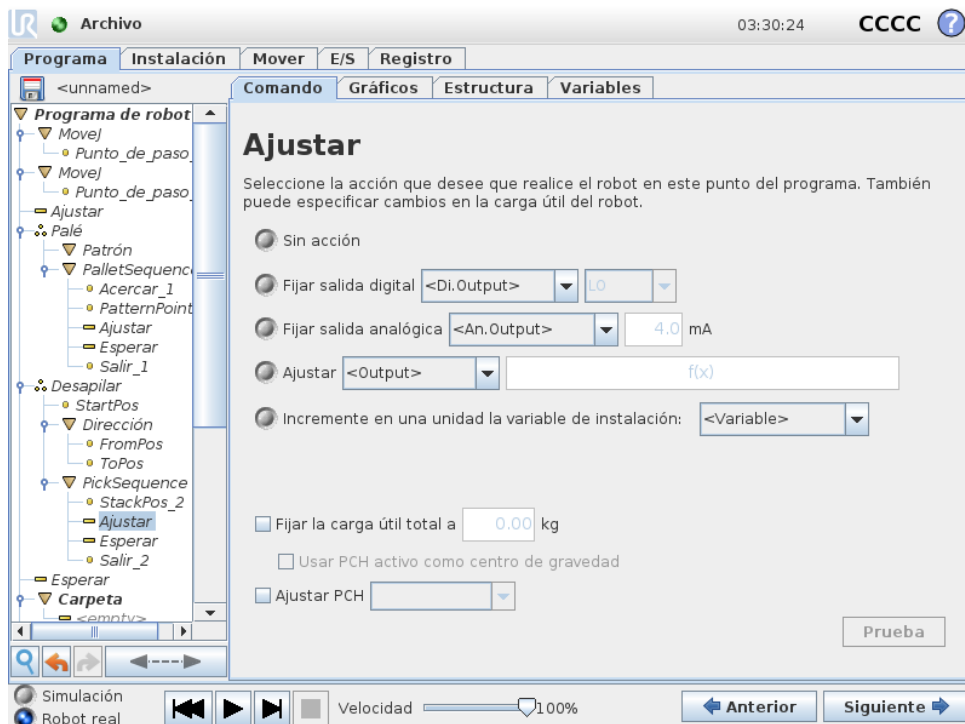 UR Archivo 03:30:24 CCCC ?
Programa Instalación Mover E/S Registro
<unnamed>
Comando Gráficos Estructura Variables
Programa de robot
MoveJ
Punto_de_paso_
MoveJ
Punto_de_paso_
Ajustar
Palé
Patrón
PalletSequenc
Acercar_1
PatternPoint
Ajustar
Esperar
Salir_1
Desapilar
StartPos
Dirección
FromPos
ToPos
PickSequence
StackPos_2
Ajustar
Esperar
Salir_2
Esperar
Carpeta
<empty>
Ajustar
Seleccione la acción que desee que realice el robot en este punto del programa. También
puede especificar cambios en la carga útil del robot.
Sin acción
Fijar salida digital <Di.Output> LO
Fijar salida analógica <An.Output> 4.0 mA
Ajustar <Output> f(x)
Incremente en una unidad la variable de instalación: <Variable>
Fijar la carga útil total a 0.00 kg
Usar PCH activo como centro de gravedad
Ajustar PCH
Prueba
Simulación
Robot real
Velocidad 100%
Anterior Siguiente